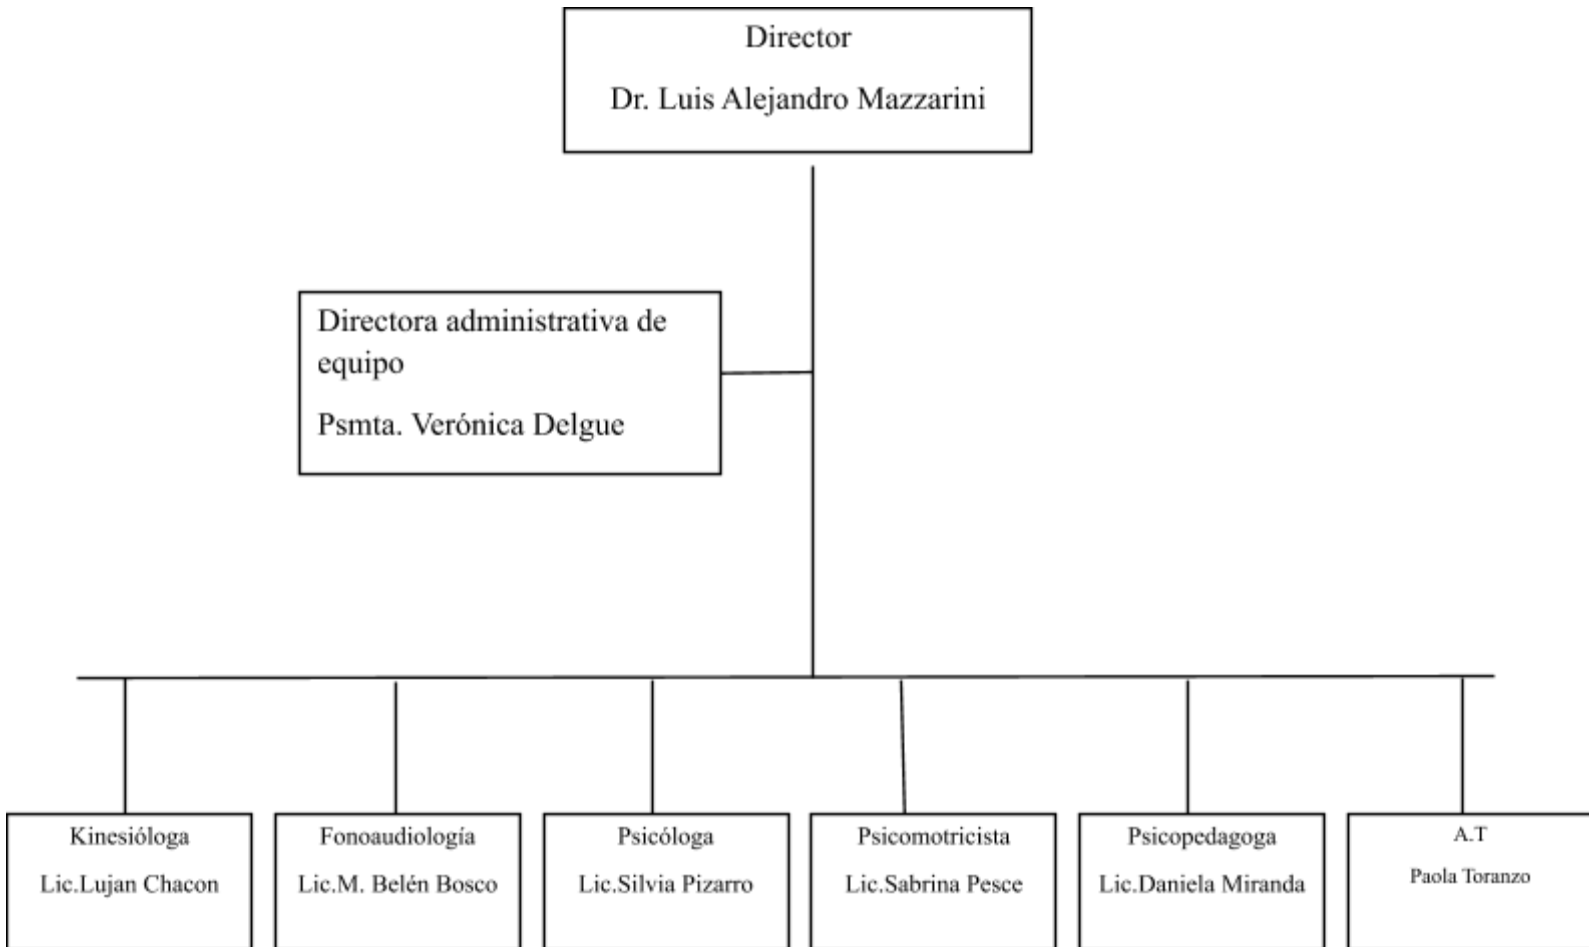 Director
Dr. Luis Alejandro Mazzarini
Directora administrativa de
equipo
Psmta. Verónica Delgue
Kinesióloga
Lic.Lujan Chacon
Fonoaudiología
Lic.M. Belén Bosco
Psicóloga
Lic.Silvia Pizarro
Psicomotricista
Lic.Sabrina Pesce
Psicopedagoga
Lic.Daniela Miranda
A.T
Paola Toranzo